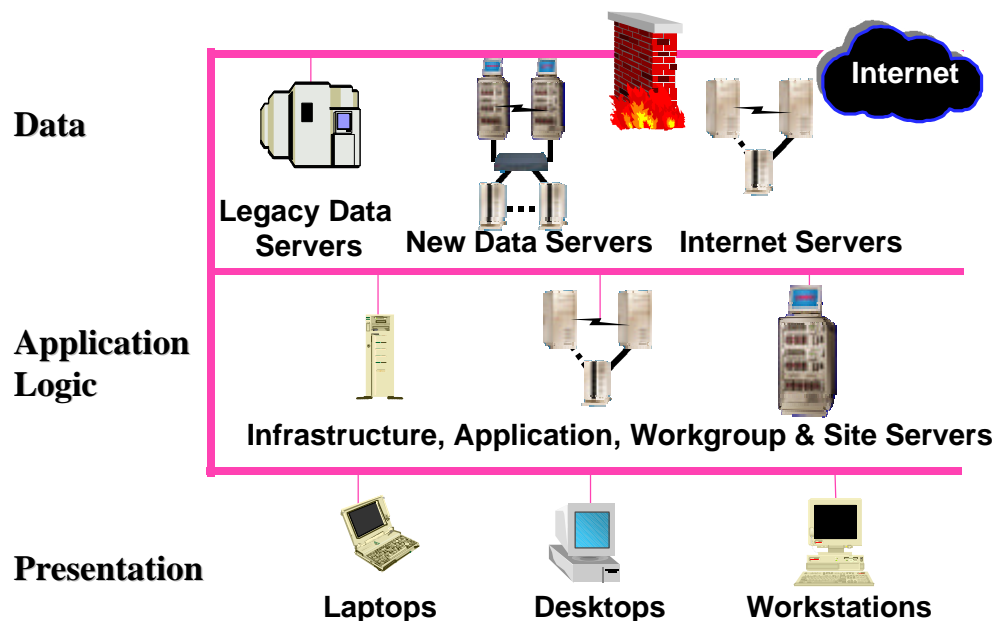 Internet
Data
Legacy Data
Servers
New Data Servers
Internet Servers
Application
Logic
Infrastructure, Application, Workgroup & Site Servers
Presentation
Laptops
Desktops
Workstations